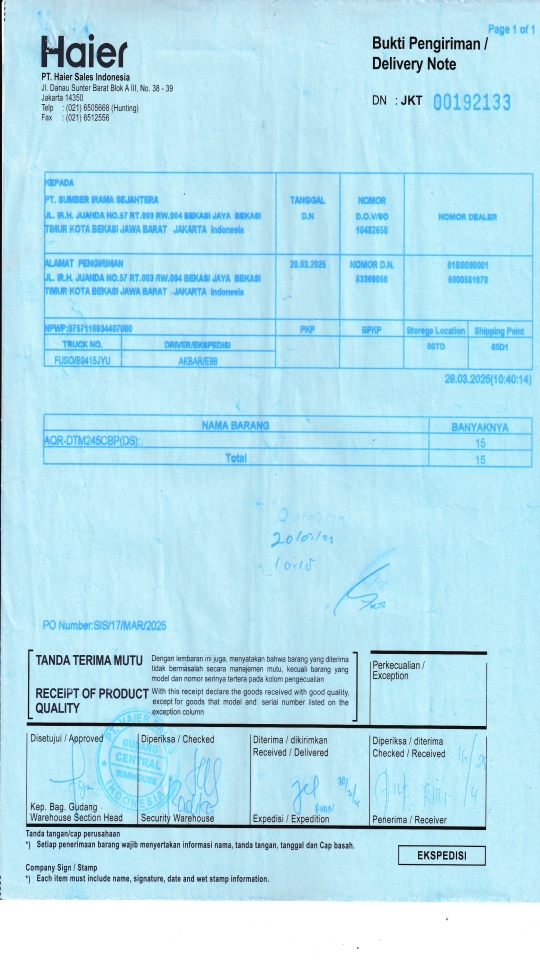 Page 1 of 1
Haier
Bukti Pengiriman /
Delivery Note
PT. Haier Sales Indonesia
Jl. Danau Sunter Barat Blok A III, No. 38 - 39
Jakarta 14350
Telp : (021) 6505668 (Hunting)
Fax : (021) 6512556
DN : JKT 00192133
KEPADA
PT. SUMBER IRAMA SEJAHTERA
JL. IR.H. JUANDA NO.57 RT.003 RW.004 BEKASI JAYA BEKASI
TIMUR KOTA BEKASI JAWA BARAT JAKARTA Indonesia
TANGGAL
D.N
NOMOR
D.O.V/SO
10482650
NOMOR DEALER
ALAMAT PENGIRIMAN
JL. IR.H. JUANDA NO.57 RT.003 RW.004 BEKASI JAYA BEKASI
TIMUR KOTA BEKASI JAWA BARAT JAKARTA Indonesia
20.03.2025
NOMOR D.N.
PKP
BPKP
Storege Location
Shipping Point
TRUCK NO.
DRIVER/EKSPEDISI
FUSO/B9415JYU
AKBAR/E86
(10:40:14)
NAMA BARANG
BANYAKNYA
AQR-DTM245CBP(DS):
15
Total
15
PO Number:SIS/17/MAR/2025
TANDA TERIMA MUTU
Dengan lembaran ini juga, menyatakan bahwa barang yang diterima
tidak bermasalah secara manajemen mutu, kecuali barang yang
model dan nomor serinya tertera pada kolom pengecualian
RECEIPT OF PRODUCT
QUALITY
With this receipt declare the goods received with good quality,
except for goods that model and serial number listed on the
exception column
Perkecualian /
Exception
Disetujui / Approved
Diperiksa / Checked
Diterima / dikirimkan
Received / Delivered
Diperiksa / diterima
Checked / Received
GUDANG
CENTRAL
WAREHOUSE
INDONESIA
Kep. Bag. Gudang
Warehouse Section Head
Security Warehouse
Expedisi / Expedition
Penerima / Receiver
Tanda tangan/cap perusahaan
*) Setiap penerimaan barang wajib menyertakan informasi nama, tanda tangan, tanggal dan Cap basah.
EKSPEDISI
Company Sign / Stamp
*) Each item must include name, signature, date and wet stamp information.